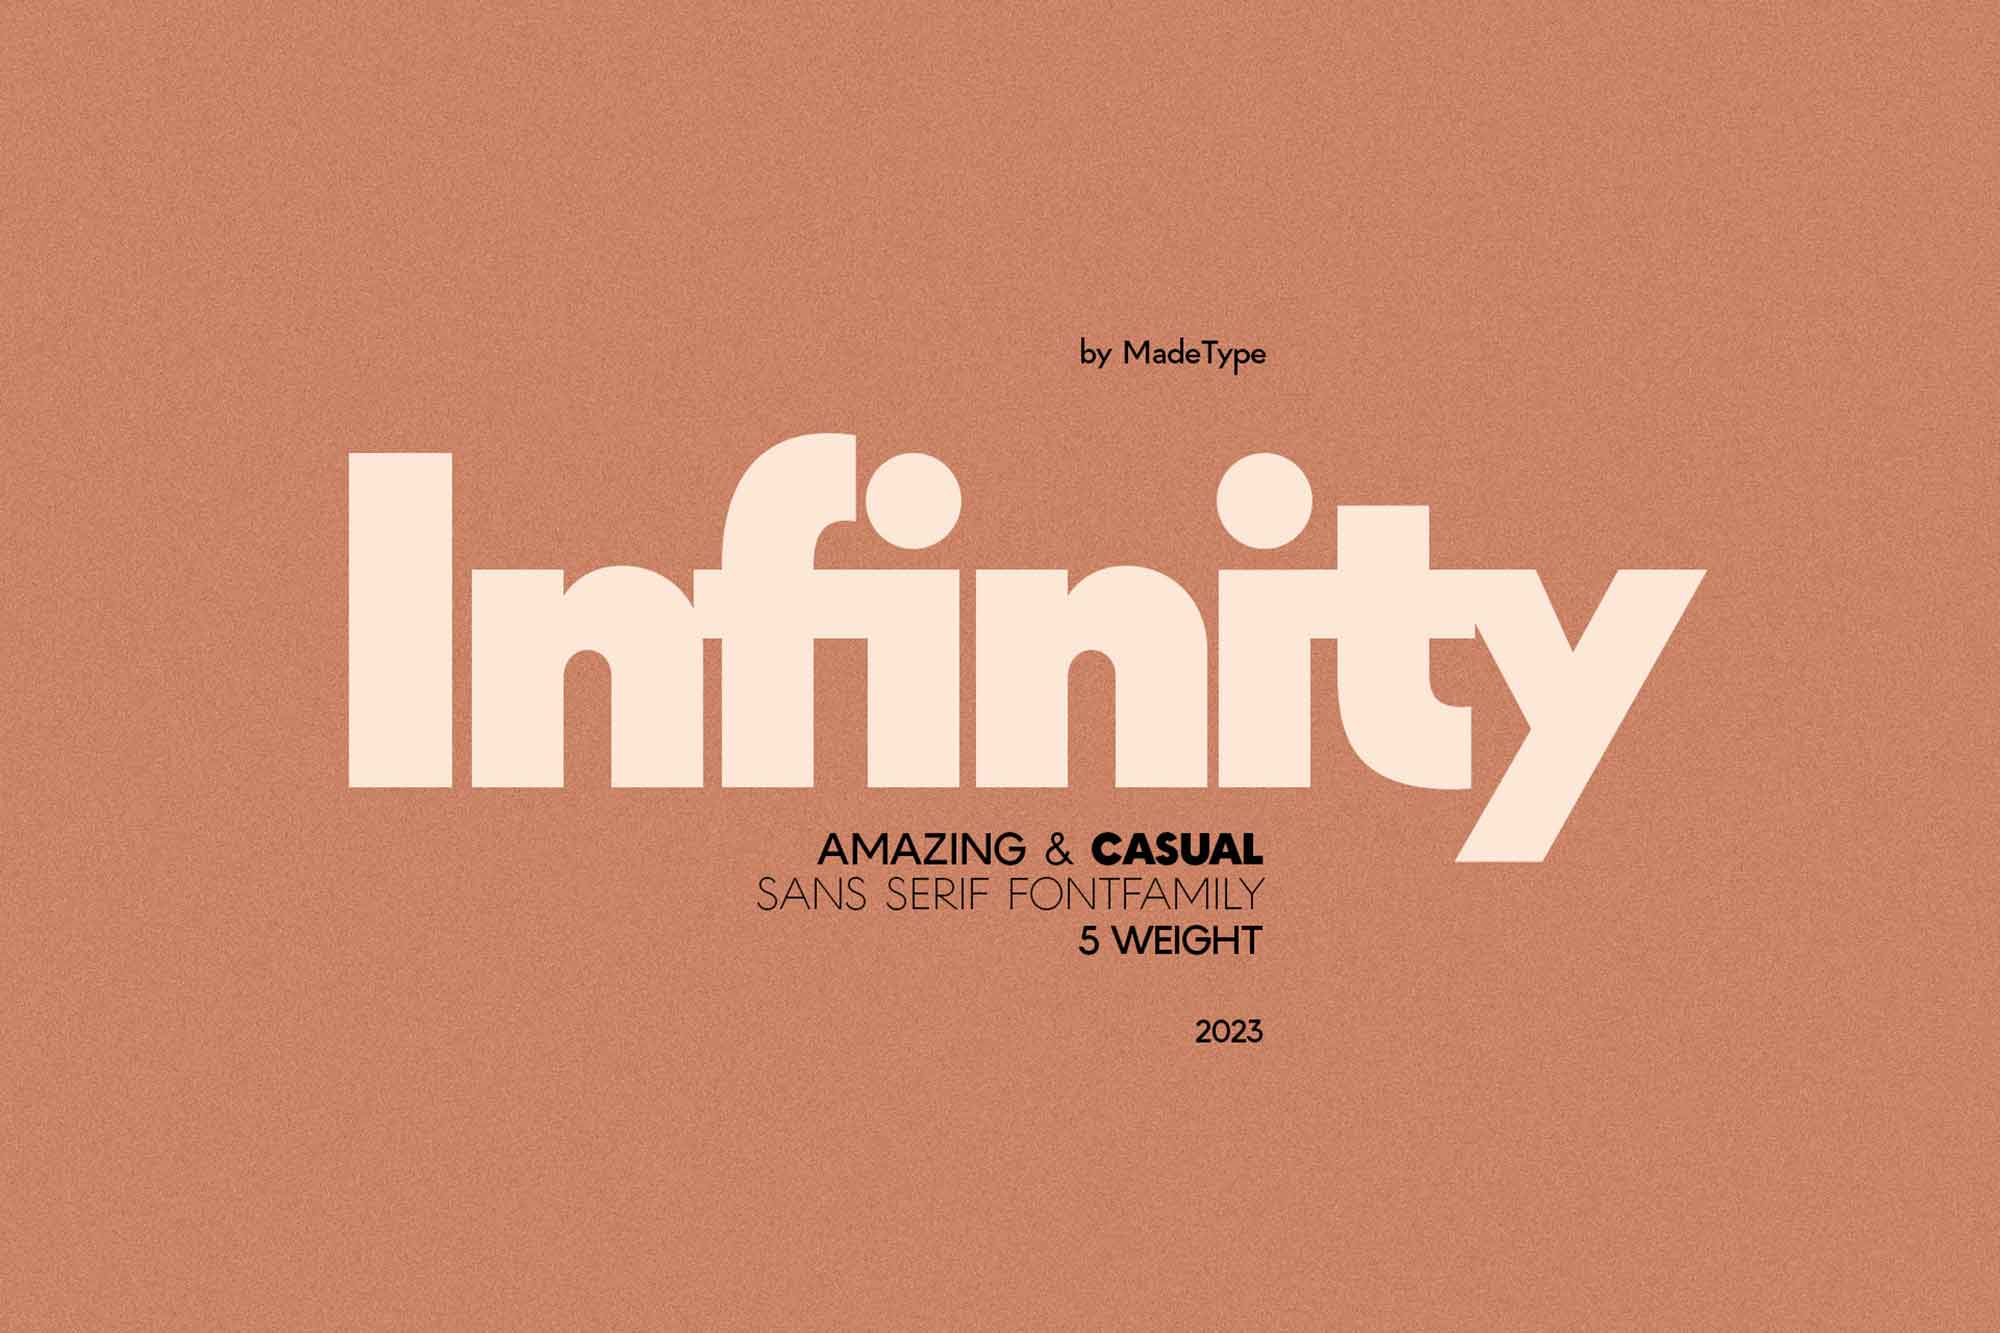 by MadeType
Infinity
AMAZING & CASUAL
SANS SERIF FONTFAMILY
5 WEIGHT
2023